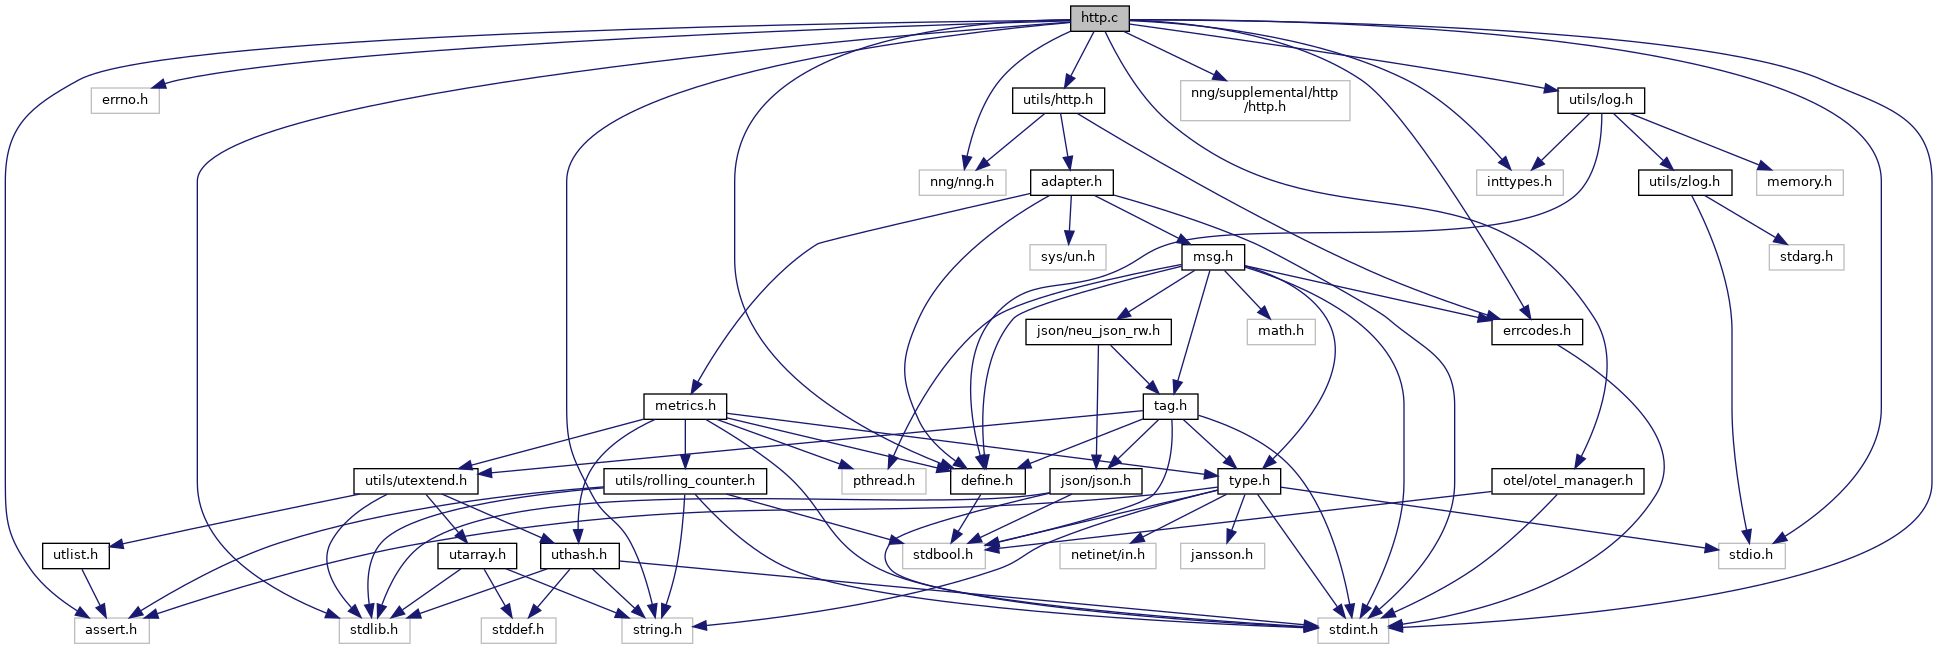 http.c
errno.h
utils/http.h
nng/supplemental/http
/http.h
utils/log.h
nng/nng.h
adapter.h
inttypes.h
utils/zlog.h
memory.h
sys/un.h
msg.h
stdarg.h
json/neu_json_rw.h
math.h
errcodes.h
metrics.h
tag.h
utils/utextend.h
utils/rolling_counter.h
pthread.h
define.h
json/json.h
type.h
otel/otel_manager.h
utlist.h
utarray.h
uthash.h
stdbool.h
netinet/in.h
jansson.h
stdio.h
assert.h
stdlib.h
stddef.h
string.h
stdint.h